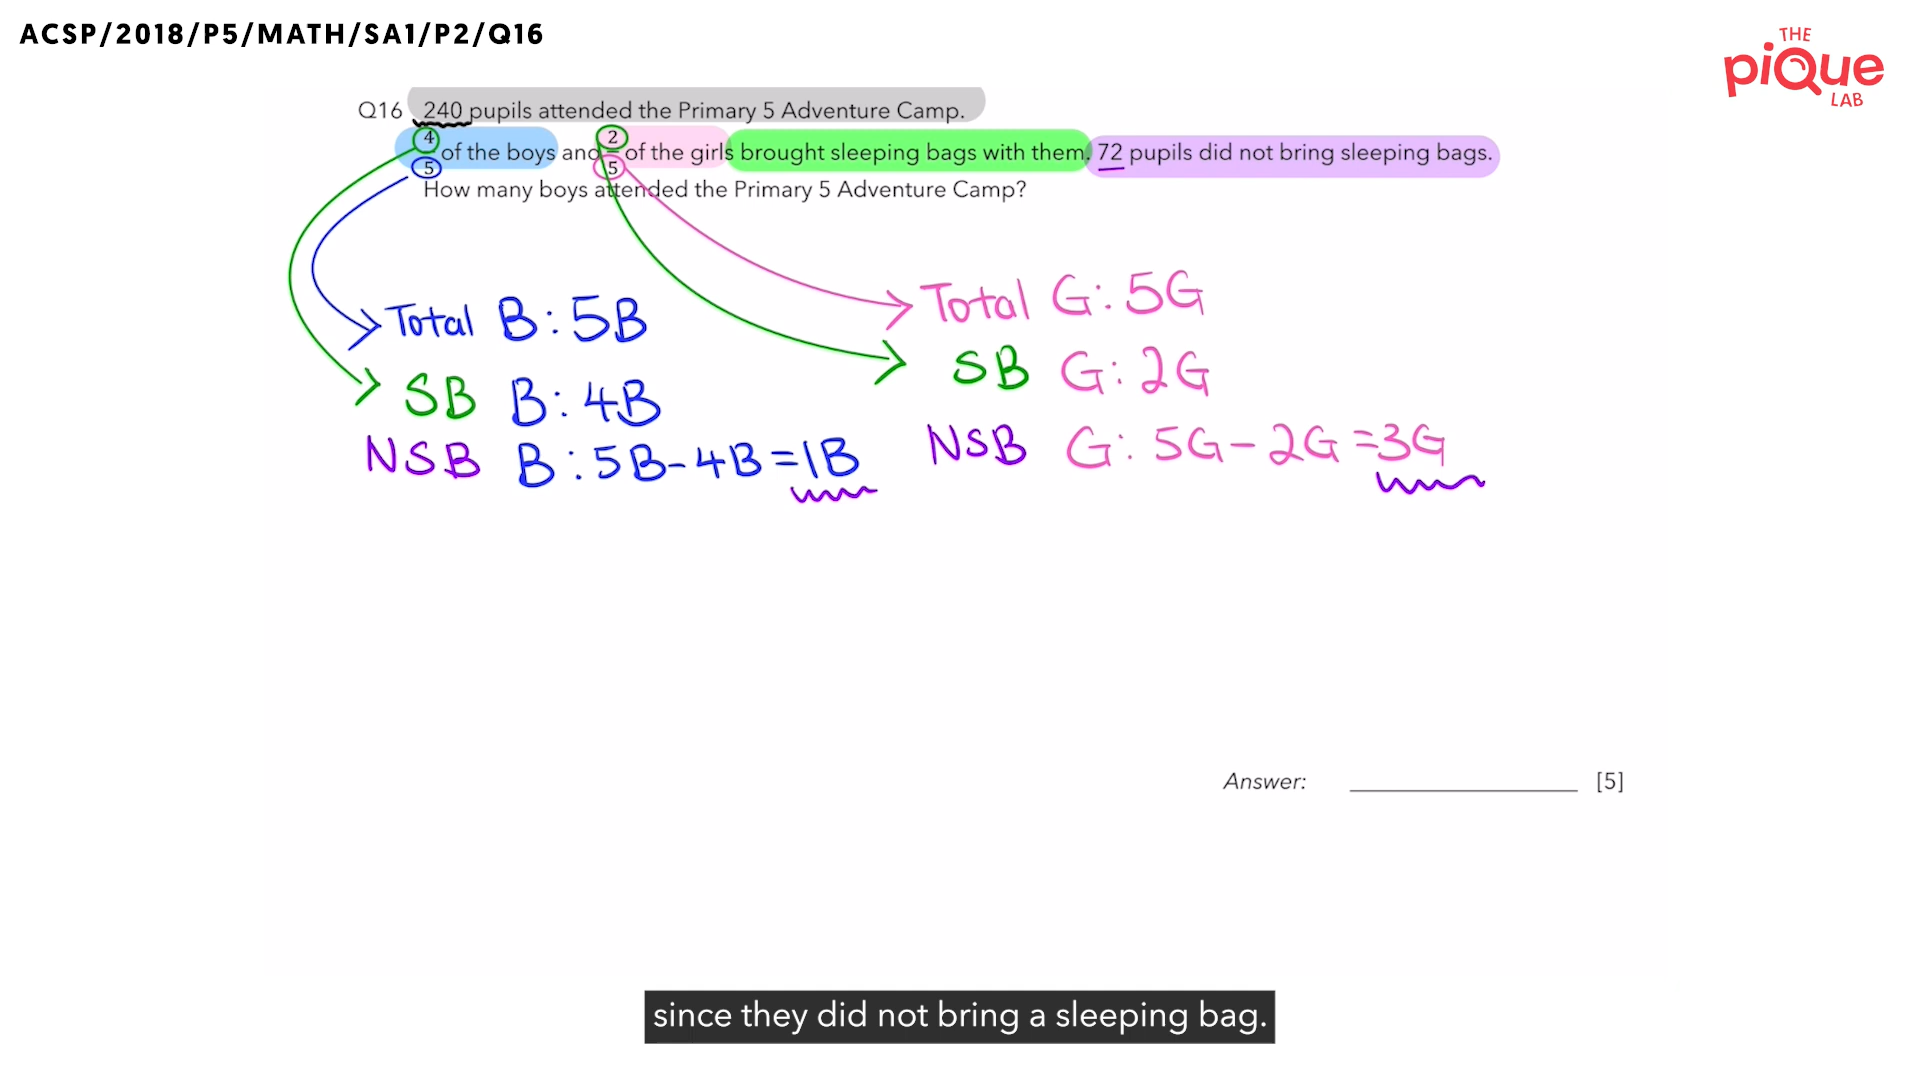 ACSP/2018/P5/MATH/SA1/P2/Q16
THE
piQue
LAB
Q16 240 pupils attended the Primary 5 Adventure Camp.
4/5 of the boys and 2/5 of the girls brought sleeping bags with them. 72 pupils did not bring sleeping bags.
How many boys attended the Primary 5 Adventure Camp?
Total B: 5B
SB B: 4B
NSB B: 5B-4B=1B
Total G: 5G
SB G: 2G
NSB G: 5G-2G=3G
Answer: ____________ [5]
since they did not bring a sleeping bag.